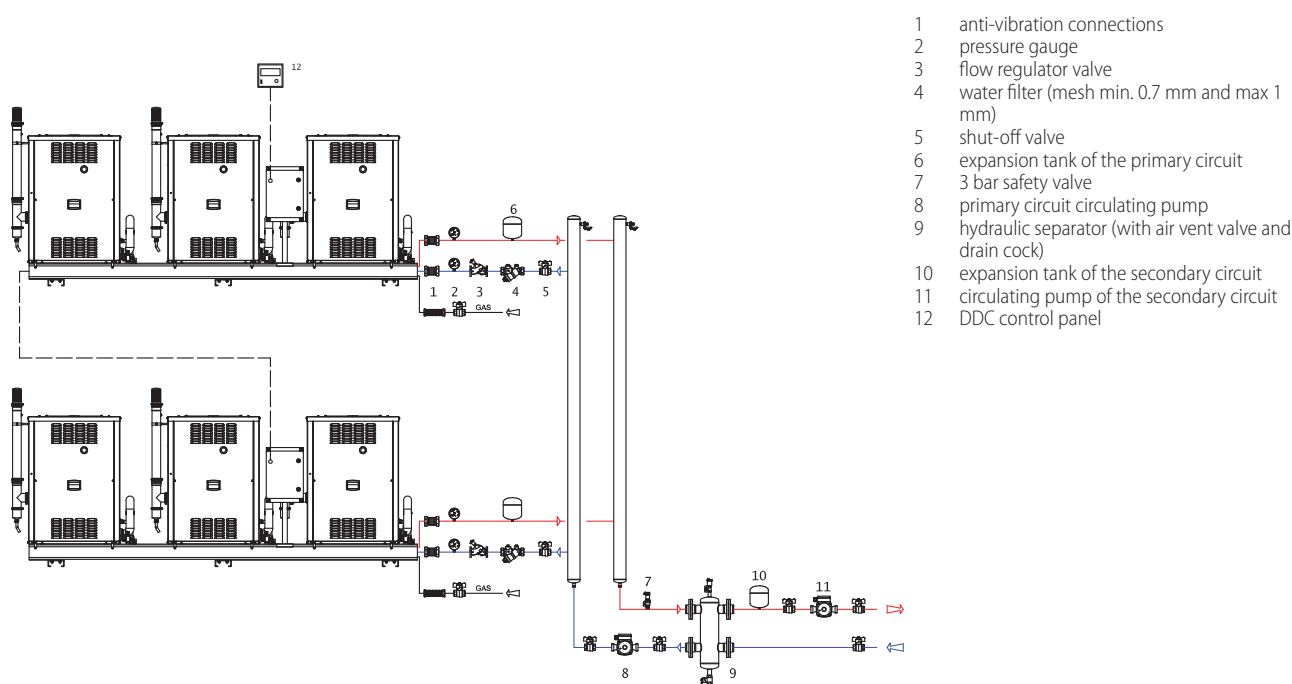 12
6
1 2 3 4 5
GAS
GAS
7
10
11
8
9
1 anti-vibration connections
2 pressure gauge
3 flow regulator valve
4 water filter (mesh min. 0.7 mm and max 1
mm)
5 shut-off valve
6 expansion tank of the primary circuit
7 3 bar safety valve
8 primary circuit circulating pump
9 hydraulic separator (with air vent valve and
drain cock)
10 expansion tank of the secondary circuit
11 circulating pump of the secondary circuit
12 DDC control panel